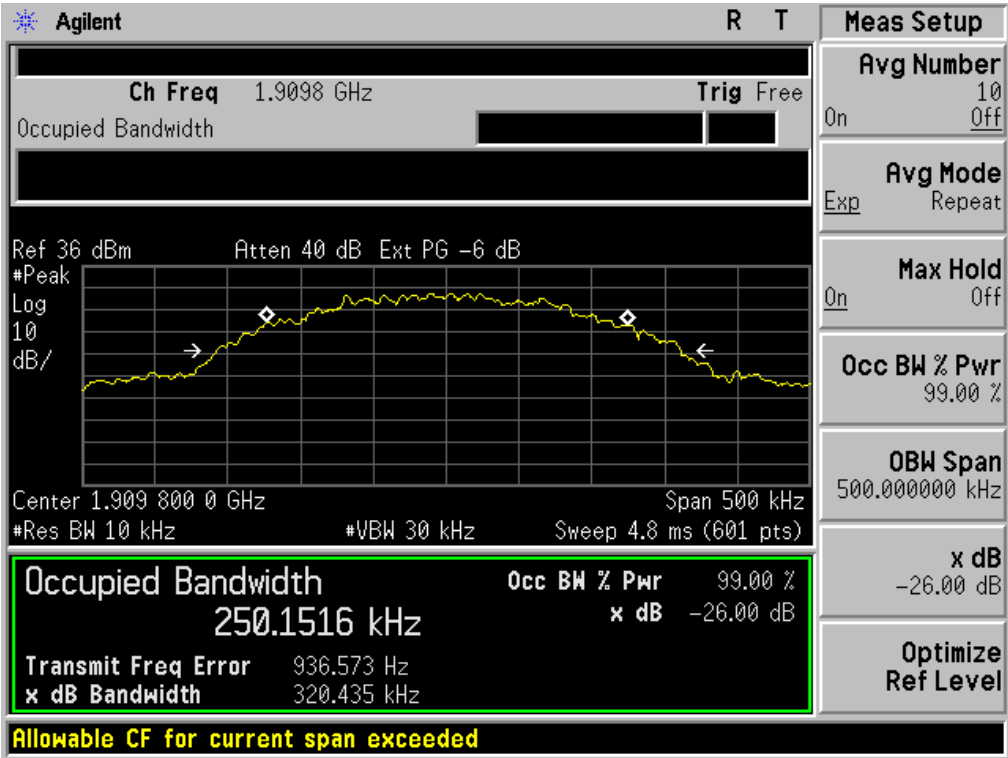 Agilent R T
Ch Freq 1.9098 GHz Trig Free
Occupied Bandwidth
Ref 36 dBm Atten 40 dB Ext PG -6 dB
#Peak
Log
10
dB/
Center 1.909 800 0 GHz Span 500 kHz
#Res BW 10 kHz #VBW 30 kHz Sweep 4.8 ms (601 pts)
Occupied Bandwidth Occ BW % Pwr 99.00 %
250.1516 kHz x dB -26.00 dB
Transmit Freq Error 936.573 Hz
x dB Bandwidth 320.435 kHz
Allowable CF for current span exceeded
Meas Setup
Avg Number
10
On Off
Avg Mode
Exp Repeat
Max Hold
On Off
Occ BW % Pwr
99.00 %
OBW Span
500.000000 kHz
x dB
-26.00 dB
Optimize
Ref Level